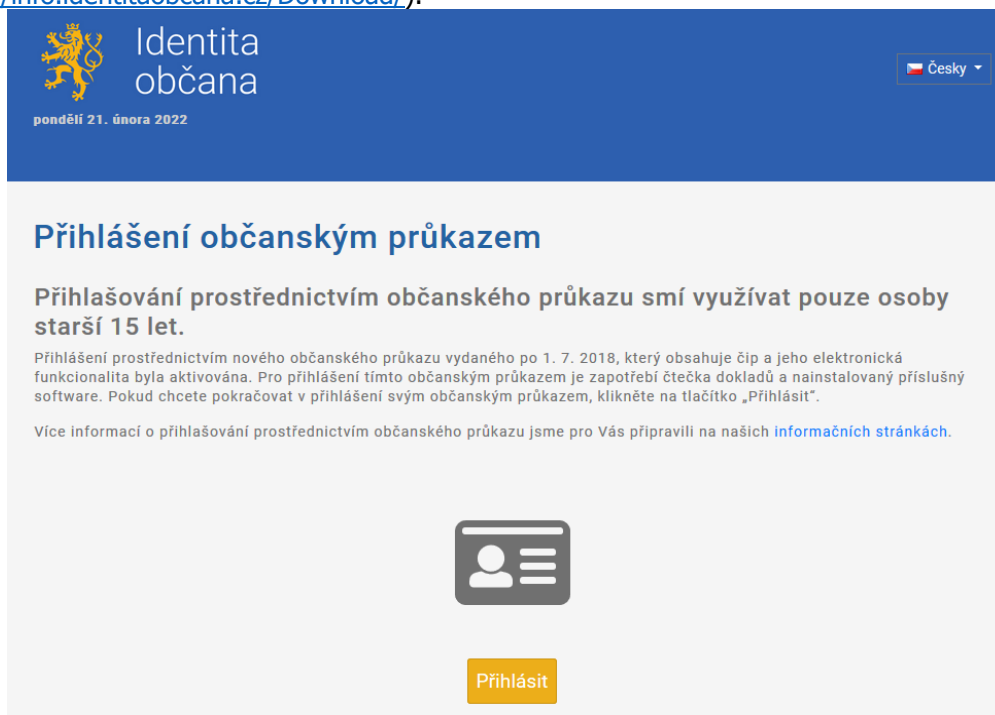 /info.identitaobcana.cz/Download/).
Identita
občana
Česky
pondělí 21. února 2022
Přihlášení občanským průkazem
Přihlašování prostřednictvím občanského průkazu smí využívat pouze osoby
starší 15 let.
Přihlášení prostřednictvím nového občanského průkazu vydaného po 1. 7. 2018, který obsahuje čip a jeho elektronická
funkcionalita byla aktivována. Pro přihlášení tímto občanským průkazem je zapotřebí čtečka dokladů a nainstalovaný příslušný
software. Pokud chcete pokračovat v přihlášení svým občanským průkazem, klikněte na tlačítko „Přihlásit“.
Více informací o přihlašování prostřednictvím občanského průkazu jsme pro Vás připravili na našich informačních stránkách.
Přihlásit